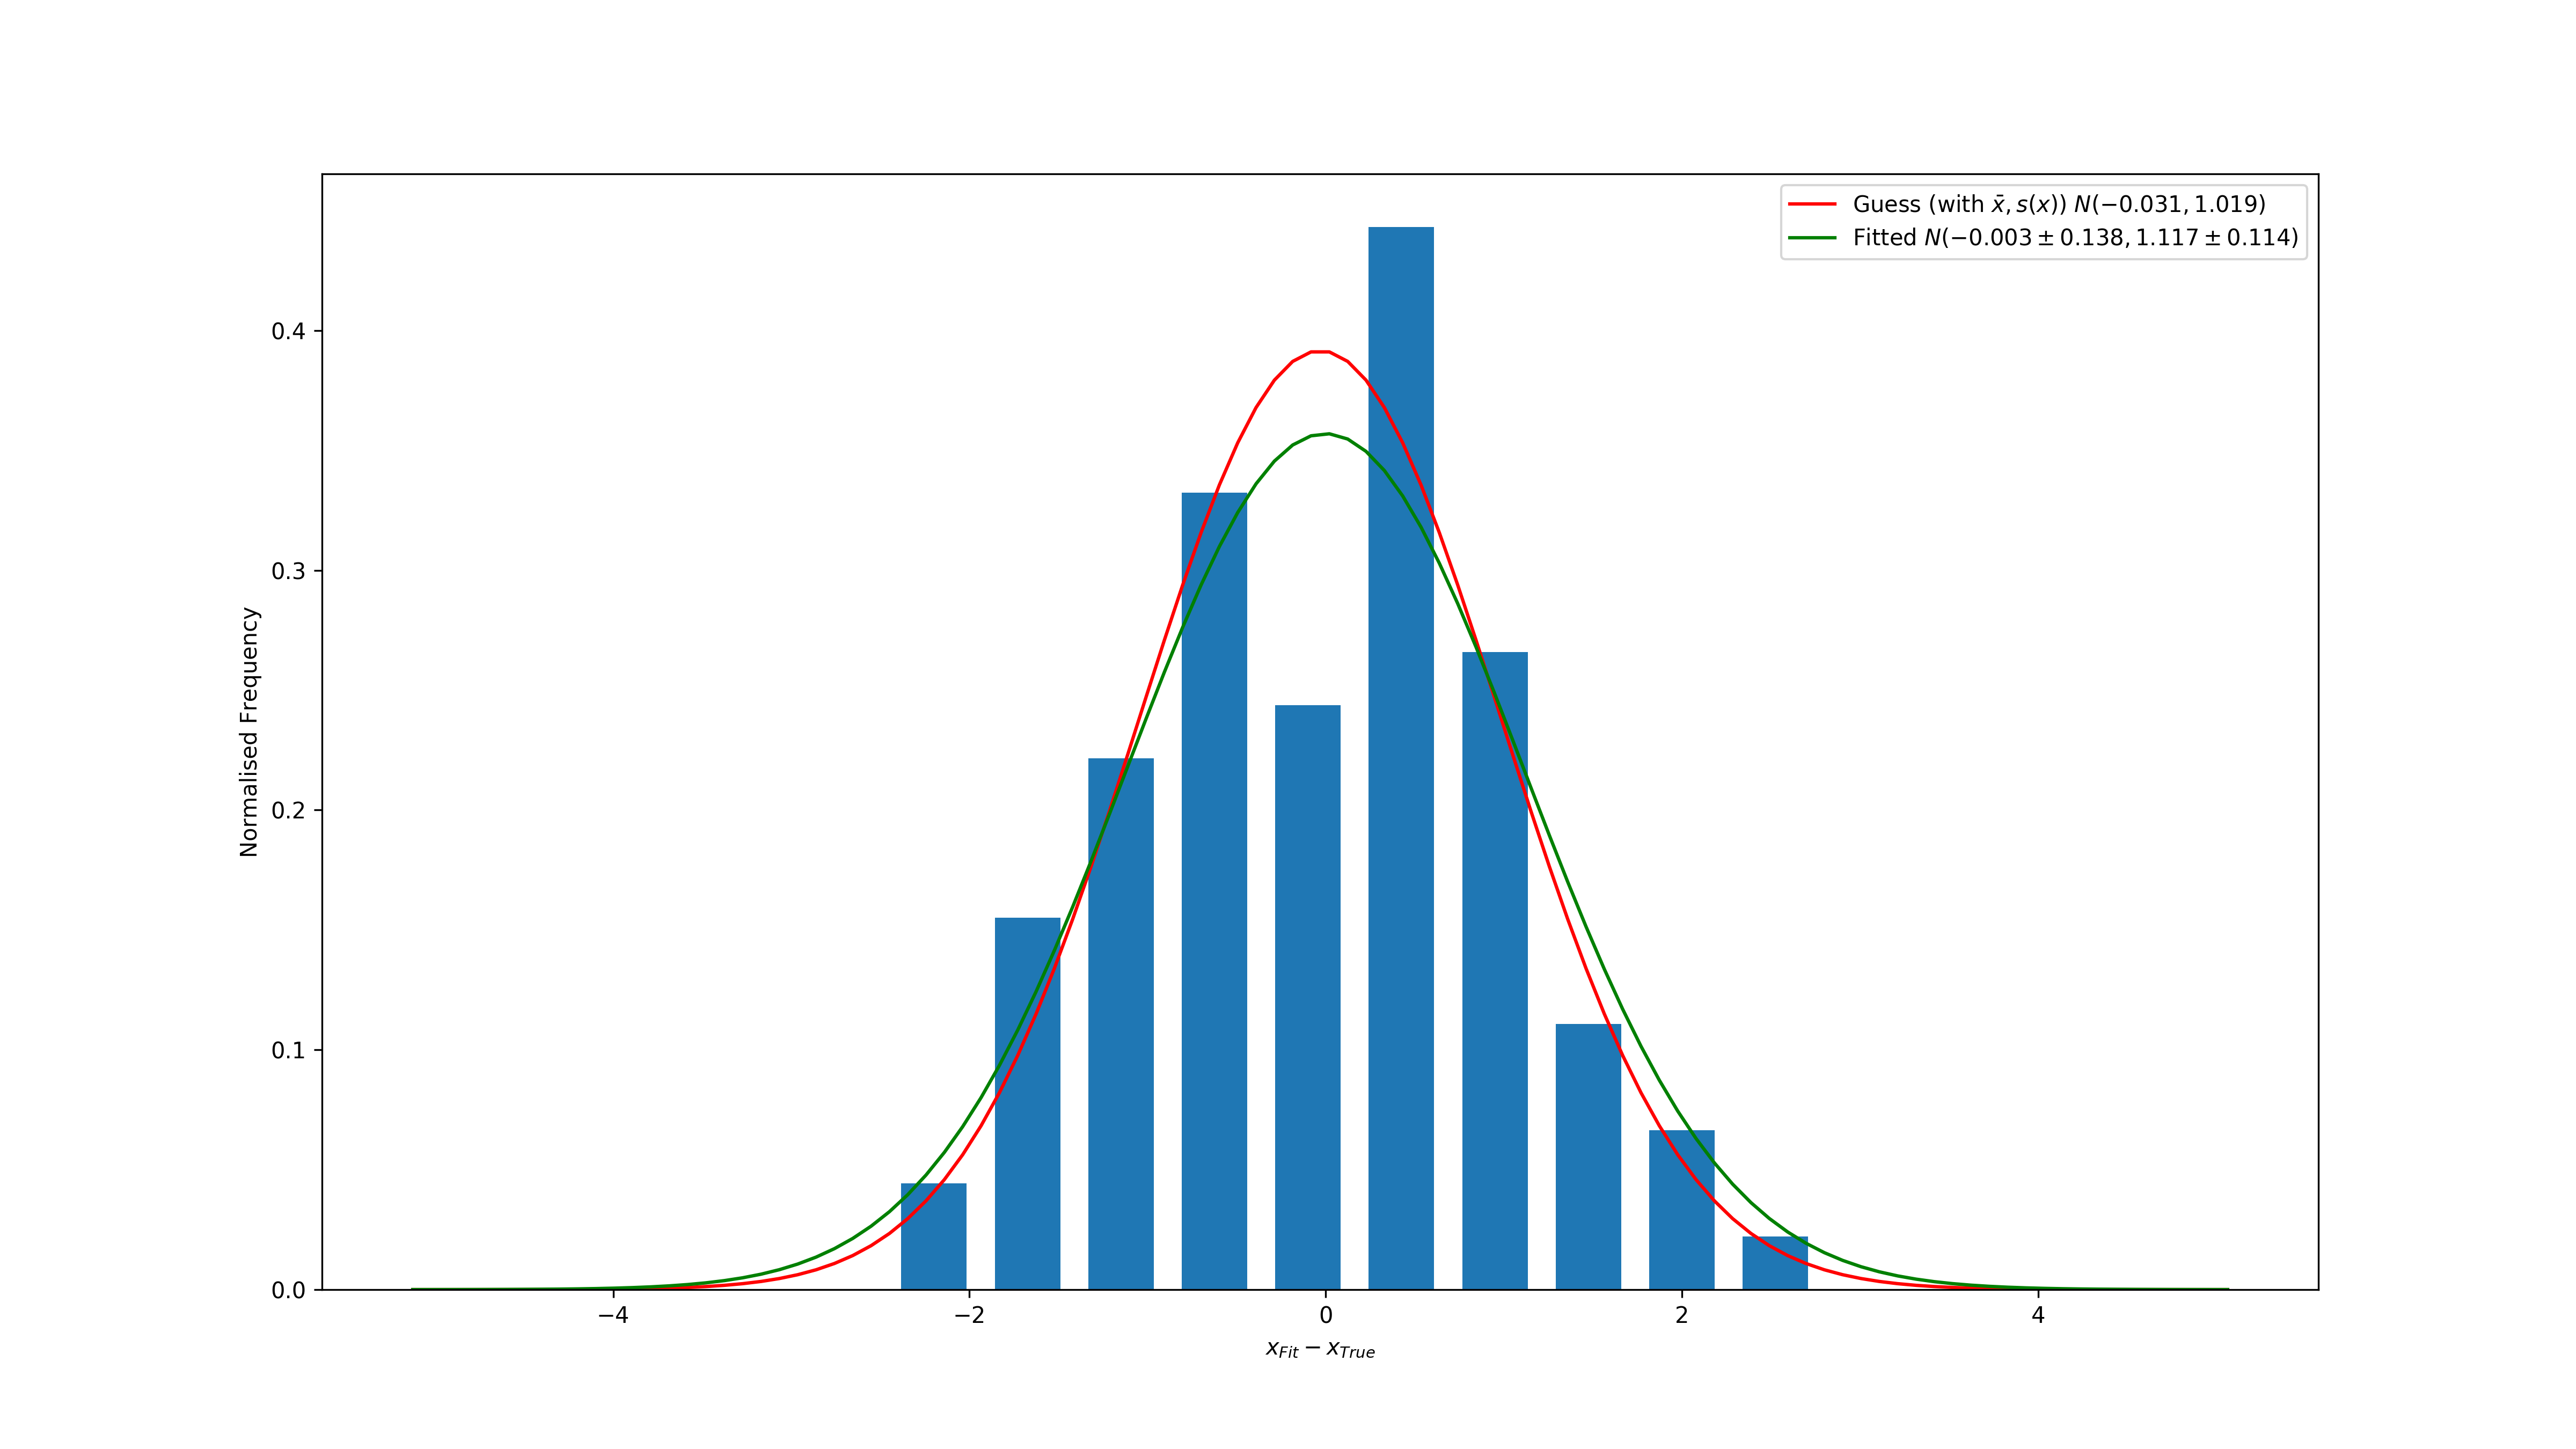 Guess (with x̄, s(x)) N(−0.031, 1.019)
Fitted N(−0.003 ± 0.138, 1.117 ± 0.114)
Normalised Frequency
0.4
0.3
0.2
0.1
0.0
−4 −2 0 2 4
x_Fit − x_True